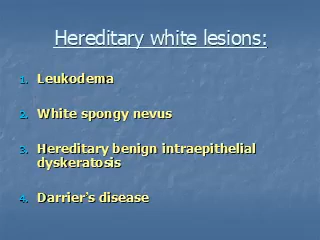 Hereditary white lesions:
1. Leukodema
2. White spongy nevus
3. Hereditary benign intraepithelial
dyskeratosis
4. Darrier's disease